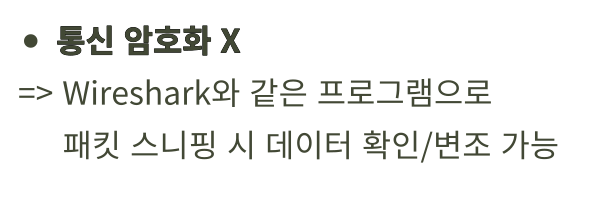 • 통신 암호화 X
=> Wireshark와 같은 프로그램으로
패킷 스니핑 시 데이터 확인/변조 가능